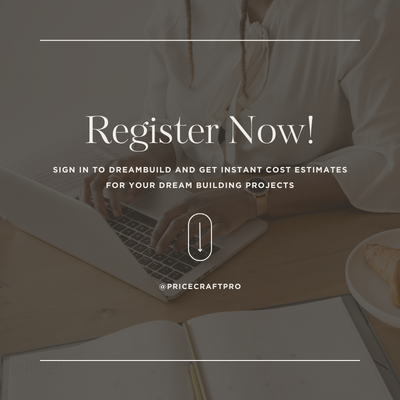 Register Now!
SIGN IN TO DREAMBUILD AND GET INSTANT COST ESTIMATES
FOR YOUR DREAM BUILDING PROJECTS
@PRICECRAFTPRO